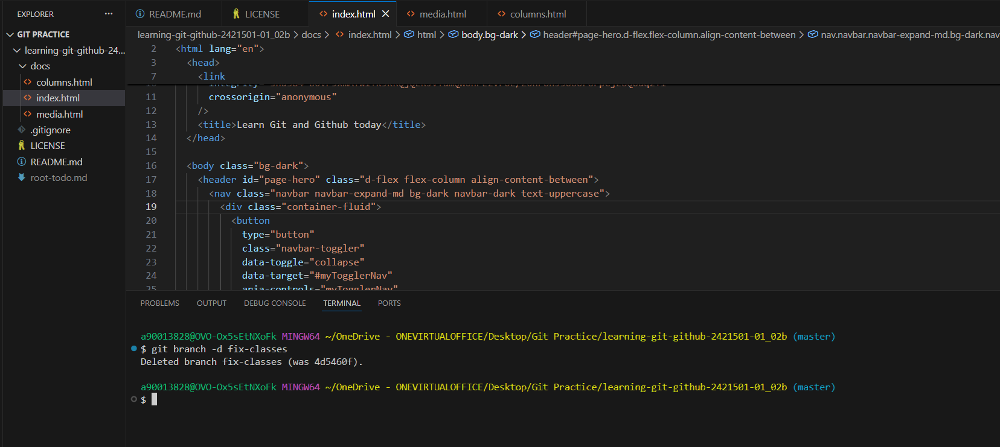 EXPLORER
GIT PRACTICE
learning-git-github-24...
docs
columns.html
index.html
media.html
.gitignore
LICENSE
README.md
root-todo.md
README.md
LICENSE
index.html
media.html
columns.html
learning-git-github-2421501-01_02b > docs > index.html > html > body.bg-dark > header#page-hero.d-flex.flex-column.align-content-between > nav.navbar.navbar-expand-md.bg-dark.nav
2 <html lang="en">
3 <head>
7 <link
11 crossorigin="anonymous"
12 />
13 <title>Learn Git and Github today</title>
14 </head>
15
16 <body class="bg-dark">
17 <header id="page-hero" class="d-flex flex-column align-content-between">
18 <nav class="navbar navbar-expand-md bg-dark navbar-dark text-uppercase">
19 <div class="container-fluid">
20 <button
21 type="button"
22 class="navbar-toggler"
23 data-toggle="collapse"
24 data-target="#myTogglerNav"
25 aria-controls="myTogglerNav"
PROBLEMS OUTPUT DEBUG CONSOLE TERMINAL PORTS
a90013828@OVO-Ox5sEtNXoFk MINGW64 ~/OneDrive - ONEVIRTUALOFFICE/Desktop/Git Practice/learning-git-github-2421501-01_02b (master)
$ git branch -d fix-classes
Deleted branch fix-classes (was 4d5460f).
a90013828@OVO-Ox5sEtNXoFk MINGW64 ~/OneDrive - ONEVIRTUALOFFICE/Desktop/Git Practice/learning-git-github-2421501-01_02b (master)
$